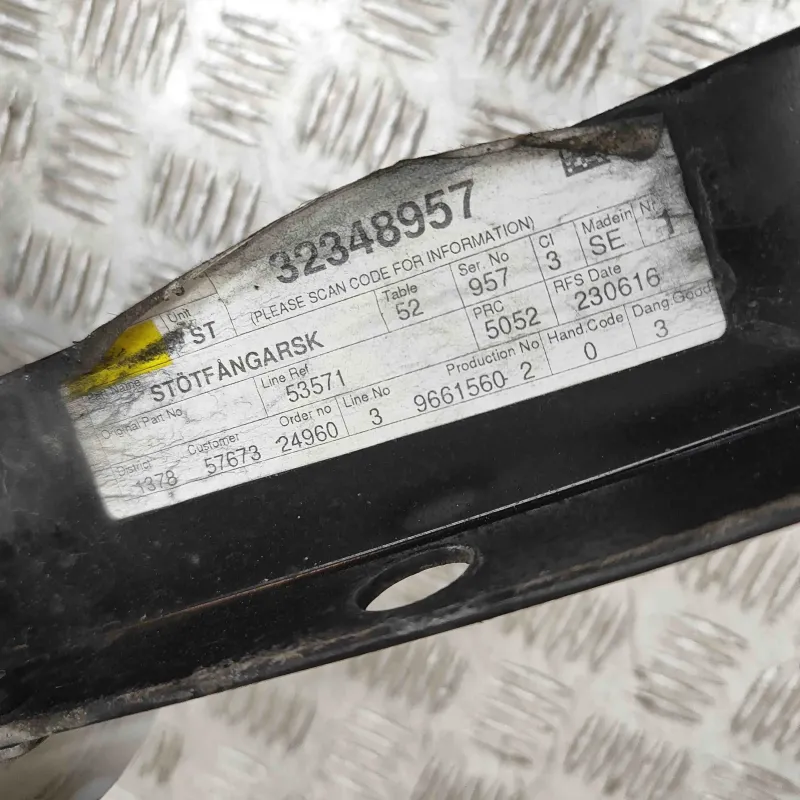 32348957
(PLEASE SCAN CODE FOR INFORMATION)
Unit
ST
Table
52
Ser. No
957
CI
3
Made in
SE
Nr
1
STÖTFÅNGARSK
PRC
5052
RFS Date
230616
Original Part No
Line Ref
53571
Production No
9661560-2
Hand.Code
0
Dang.Good
3
District
1378
Customer
57673
Order no
24960
Line.No
3